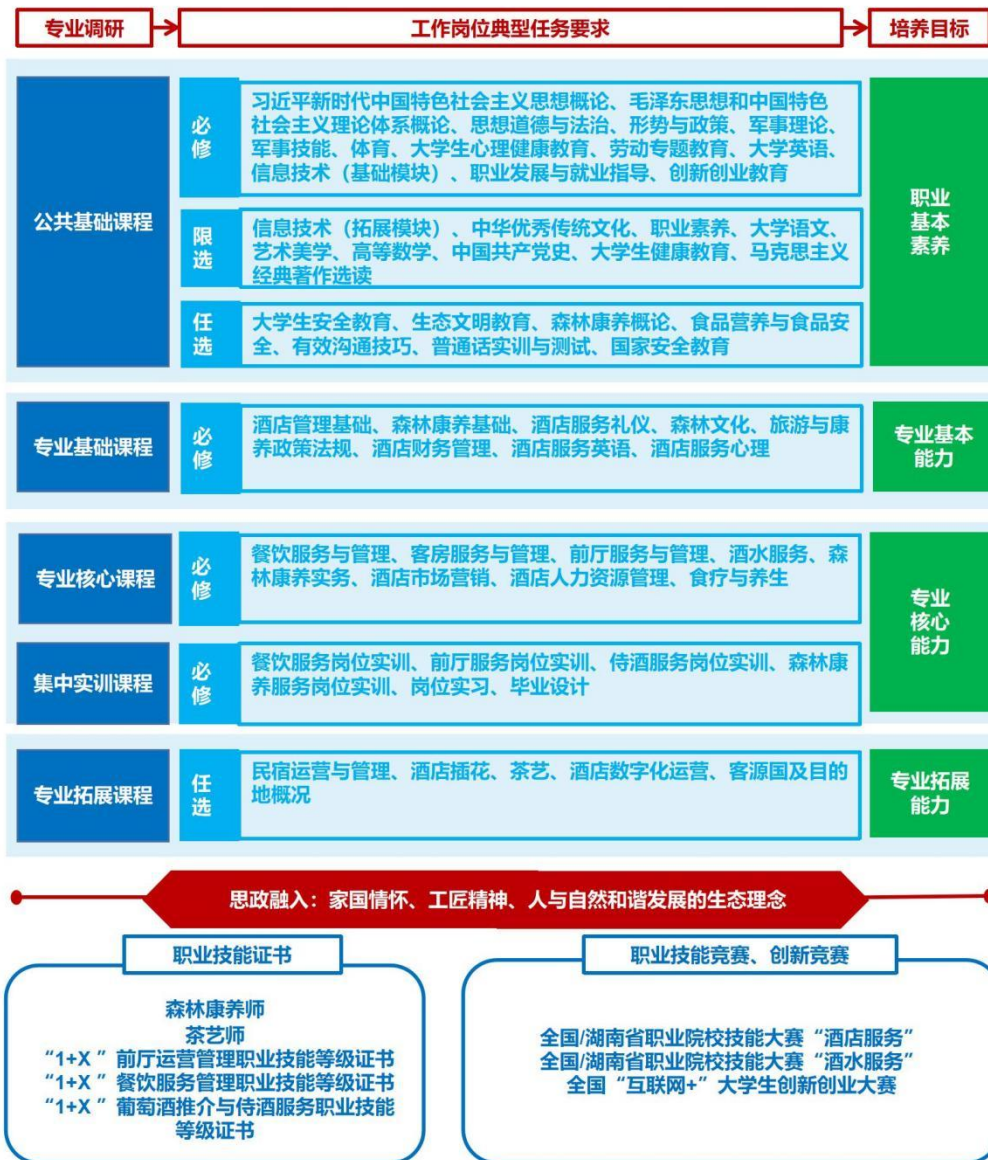 专业调研
工作岗位典型任务要求
培养目标
公共基础课程
必
修
习近平新时代中国特色社会主义思想概论、毛泽东思想和中国特色
社会主义理论体系概论、思想道德与法治、形势与政策、军事理论、
军事技能、体育、大学生心理健康教育、劳动专题教育、大学英语、
信息技术（基础模块）、职业发展与就业指导、创新创业教育
限
选
信息技术（拓展模块）、中华优秀传统文化、职业素养、大学语文、
艺术美学、高等数学、中国共产党史、大学生健康教育、马克思主义
经典著作选读
任
选
大学生安全教育、生态文明教育、森林康养概论、食品营养与食品安
全、有效沟通技巧、普通话实训与测试、国家安全教育
职业
基本
素养
专业基础课程
必
修
酒店管理基础、森林康养基础、酒店服务礼仪、森林文化、旅游与康
养政策法规、酒店财务管理、酒店服务英语、酒店服务心理
专业基本
能力
专业核心课程
必
修
餐饮服务与管理、客房服务与管理、前厅服务与管理、酒水服务、森
林康养实务、酒店市场营销、酒店人力资源管理、食疗与养生
集中实训课程
必
修
餐饮服务岗位实训、前厅服务岗位实训、侍酒服务岗位实训、森林康
养服务岗位实训、岗位实习、毕业设计
专业
核心
能力
专业拓展课程
任
选
民宿运营与管理、酒店插花、茶艺、酒店数字化运营、客源国及目的
地概况
专业拓展
能力
思政融入：家国情怀、工匠精神、人与自然和谐发展的生态理念
职业技能证书
森林康养师
茶艺师
“1+X ”前厅运营管理职业技能等级证书
“1+X ”餐饮服务管理职业技能等级证书
“1+X ”葡萄酒推介与侍酒服务职业技能
等级证书
职业技能竞赛、创新竞赛
全国/湖南省职业院校技能大赛“酒店服务”
全国/湖南省职业院校技能大赛“酒水服务”
全国“互联网+”大学生创新创业大赛